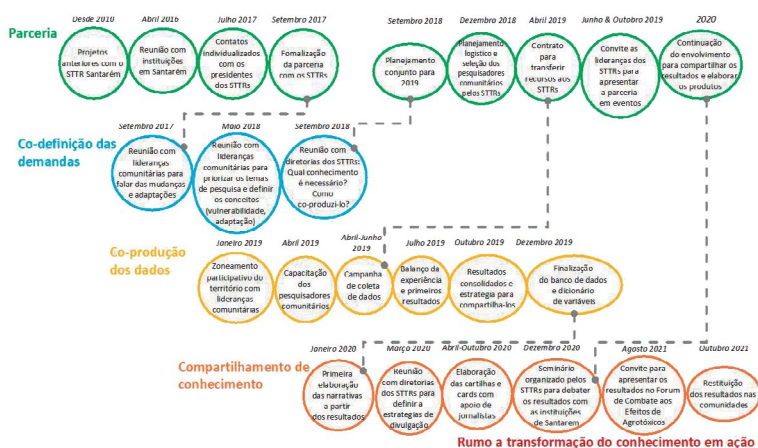 Parceria
Desde 2010
Abril 2016
Julho 2017
Setembro 2017
Setembro 2018
Dezembro 2018
Abril 2019
Junho & Outubro 2019
2020
Projetos
anteriores com o
STTR Santarém
Reunião com
instituições
em Santarém
Contatos
individualizados
com os
presidentes
dos STTRs
Fomalização
da parceria
com os STTRs
Planejamento
conjunto para
2019
Planejamento
logístico e
seleção dos
pesquisadores
comunitários
pelos STTRs
Contrato
para
transferir
recursos aos
STTRs
Convite as
lideranças dos
STTRs para
apresentar
a parceria
em eventos
Continuação
do envolvimento
para compartilhar os
resultados e elaborar
os produtos
Co-definição das
demandas
Setembro 2017
Maio 2018
Setembro 2018
Reunião com
lideranças
comunitárias para
falar das mudanças
e adaptações
Reunião com
lideranças
comunitárias para
priorizar os temas
de pesquisa e definir
os conceitos
(vulnerabilidade,
adaptação)
Reunião com
diretorias dos STTRs:
Qual conhecimento
é necessário?
Como
co-produzi-lo?
Co-produção
dos dados
Janeiro 2019
Abril 2019
Abril-Junho
2019
Julho 2019
Outubro 2019
Dezembro 2019
Zoneamento
participativo do
território com
lideranças
comunitárias
Capacitação
dos
pesquisadores
comunitários
Campanha
de coleta
de dados
Balanço da
experiência
e primeiros
resultados
Resultados
consolidados e
estrategia para
compartilha-los
Finalização
do banco de dados
e dicionário
de variáveis
Compartilhamento de
conhecimento
Janeiro 2020
Março 2020
Abril-Outubro 2020
Dezembro 2020
Agosto 2021
Outubro 2021
Primeira
elaboração
das narrativas
a partir
dos resultados
Reunião
com diretorias
dos STTRs para
definir a
estrategias de
divulgação
Elaboração
das cartilhas e
cards com
apoio de
jornalistas
Seminário
organizado pelos
STTRs para debater
os resultados com
as instituições
de Santarem
Convite para
apresentar os
resultados no Forum
de Combate aos
Efeitos de
Agrotóxicos
Restituição
dos resultados nas
comunidades
Rumo a transformação do conhecimento em ação